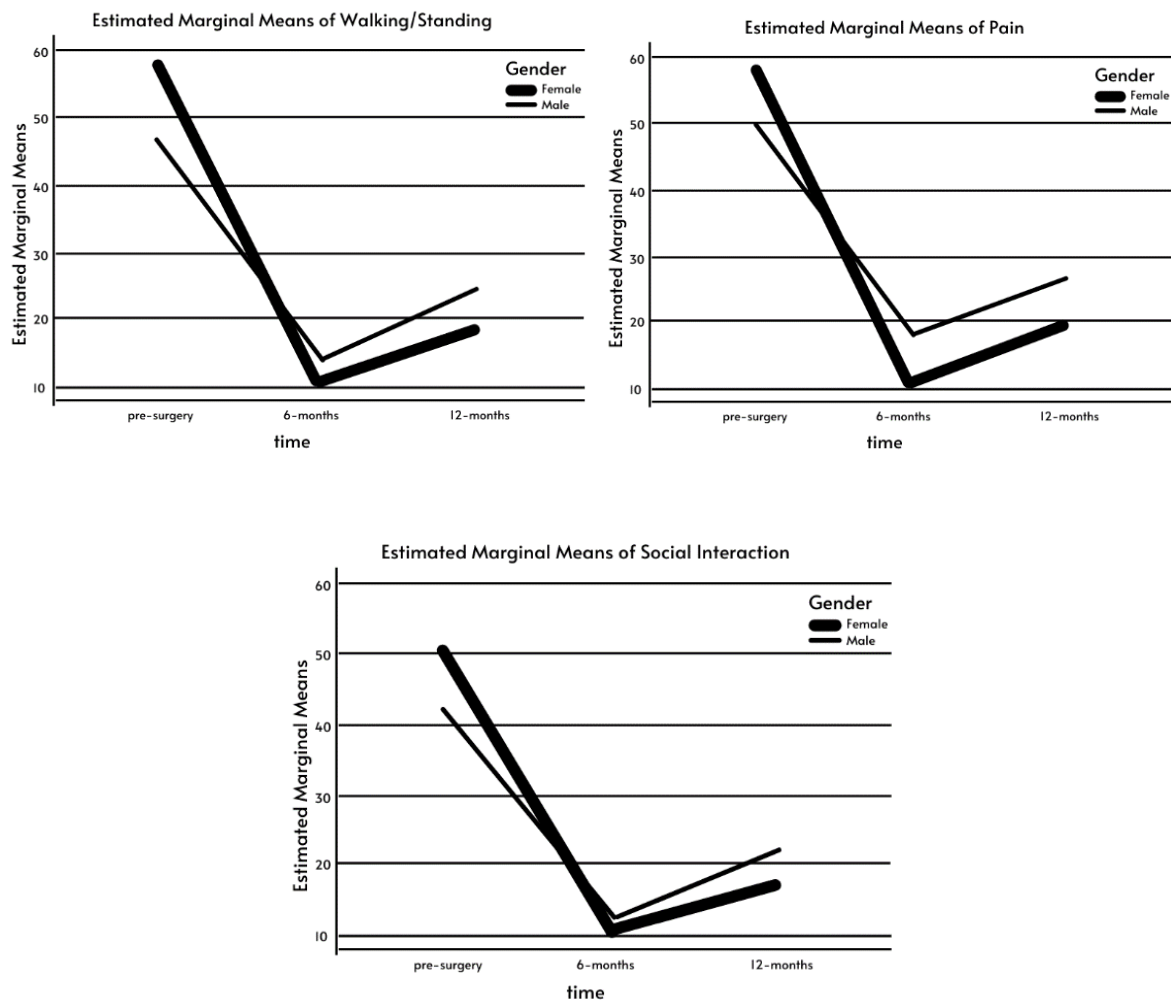 Estimated Marginal Means of Walking/Standing
Estimated Marginal Means
60
50
40
30
20
10
Gender
Female
Male
pre-surgery 6-months 12-months
time
Estimated Marginal Means of Pain
Estimated Marginal Means
60
50
40
30
20
10
Gender
Female
Male
pre-surgery 6-months 12-months
time
Estimated Marginal Means of Social Interaction
Estimated Marginal Means
60
50
40
30
20
10
Gender
Female
Male
pre-surgery 6-months 12-months
time